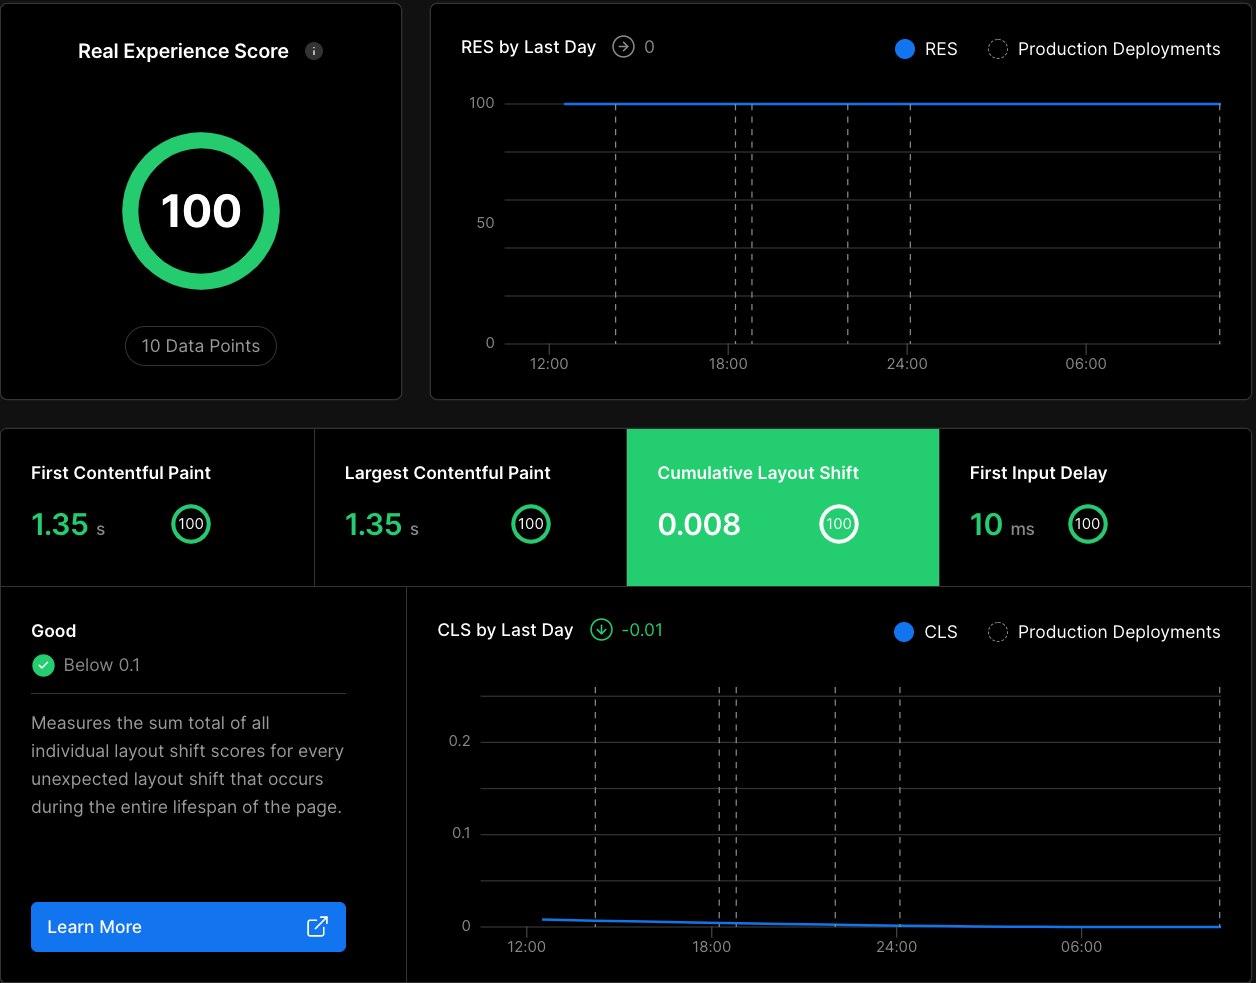 Real Experience Score
100
10 Data Points
RES by Last Day 0
RES Production Deployments
100
50
0
12:00 18:00 24:00 06:00
First Contentful Paint
1.35 s 100
Largest Contentful Paint
1.35 s 100
Cumulative Layout Shift
0.008 100
First Input Delay
10 ms 100
Good
Below 0.1
Measures the sum total of all
individual layout shift scores for every
unexpected layout shift that occurs
during the entire lifespan of the page.
Learn More
CLS by Last Day -0.01
CLS Production Deployments
0.2
0.1
0
12:00 18:00 24:00 06:00